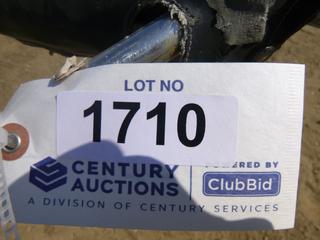 LOT NO
1710
CENTURY AUCTIONS
POWERED BY
ClubBid
A DIVISION OF CENTURY SERVICES